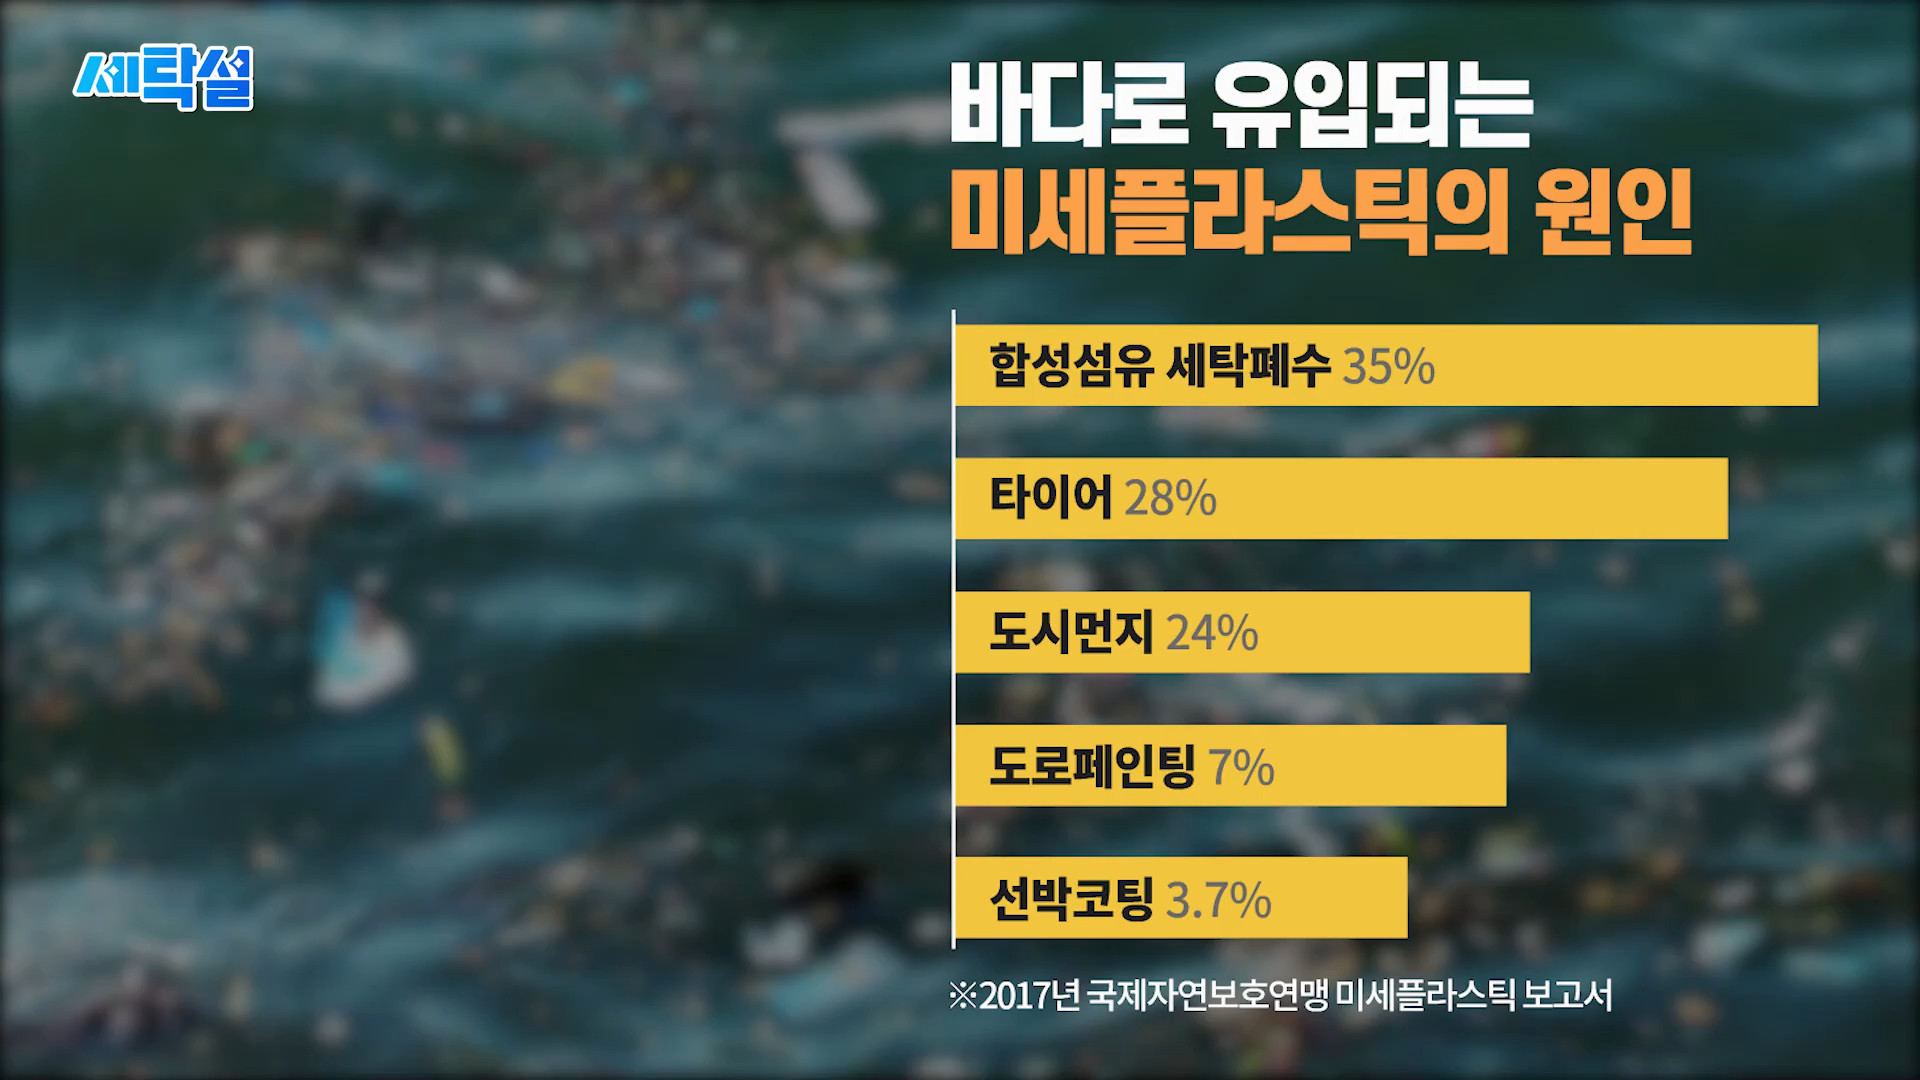 세탁설
바다로 유입되는
미세플라스틱의 원인
합성섬유 세탁폐수 35%
타이어 28%
도시먼지 24%
도로페인팅 7%
선박코팅 3.7%
※2017년 국제자연보호연맹 미세플라스틱 보고서